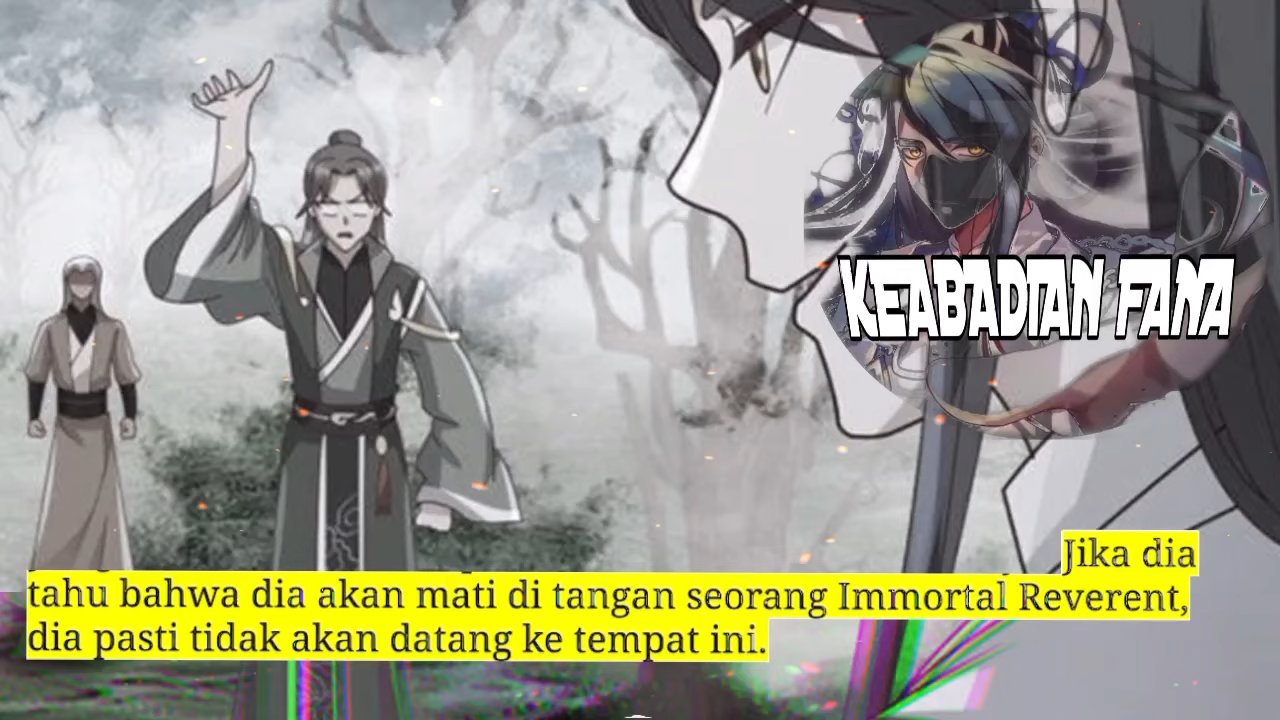 KEABADIAN FANA
Jika dia
tahu bahwa dia akan mati di tangan seorang Immortal Reverent,
dia pasti tidak akan datang ke tempat ini.